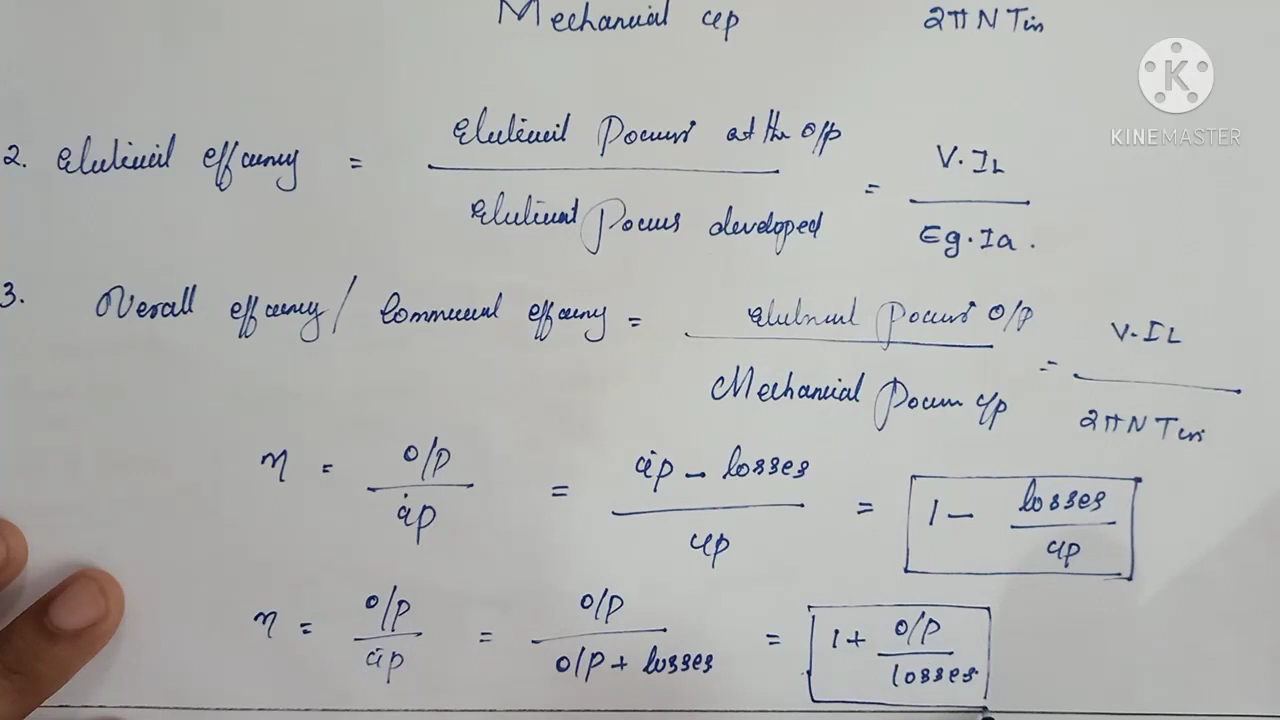 Mechanical i/p 2πNTin
KINEMASTER
2. Electrical efficiency = Electrical Power at the O/P / Electrical Power developed = V.IL / Eg.Ia.
3. Overall efficiency / Commercial efficiency = Electrical Power O/P / Mechanical Power i/p = V.IL / 2πNTin
η = O/P / i/p = i/p - losses / i/p = 1 - losses / i/p
η = O/P / i/p = O/P / O/P + losses = 1 + O/P / losses